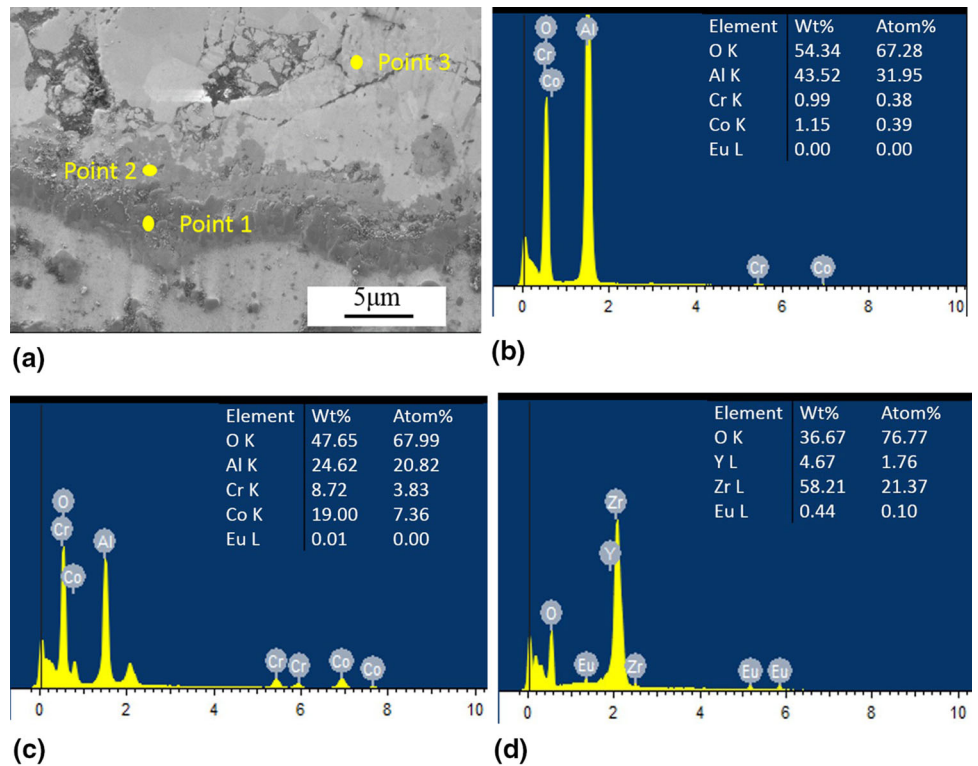 Point 3
Point 2
Point 1
5μm
(a)
Element Wt% Atom%
O K 54.34 67.28
Al K 43.52 31.95
Cr K 0.99 0.38
Co K 1.15 0.39
Eu L 0.00 0.00
O Al
Cr
Co
Cr Co
0 2 4 6 8 10
(b)
Element Wt% Atom%
O K 47.65 67.99
Al K 24.62 20.82
Cr K 8.72 3.83
Co K 19.00 7.36
Eu L 0.01 0.00
O
Cr Al
Co
Cr Cr Co Co
0 2 4 6 8 10
(c)
Element Wt% Atom%
O K 36.67 76.77
Y L 4.67 1.76
Zr L 58.21 21.37
Eu L 0.44 0.10
Zr
Y
O
Eu Zr Eu Eu
0 2 4 6 8 10
(d)